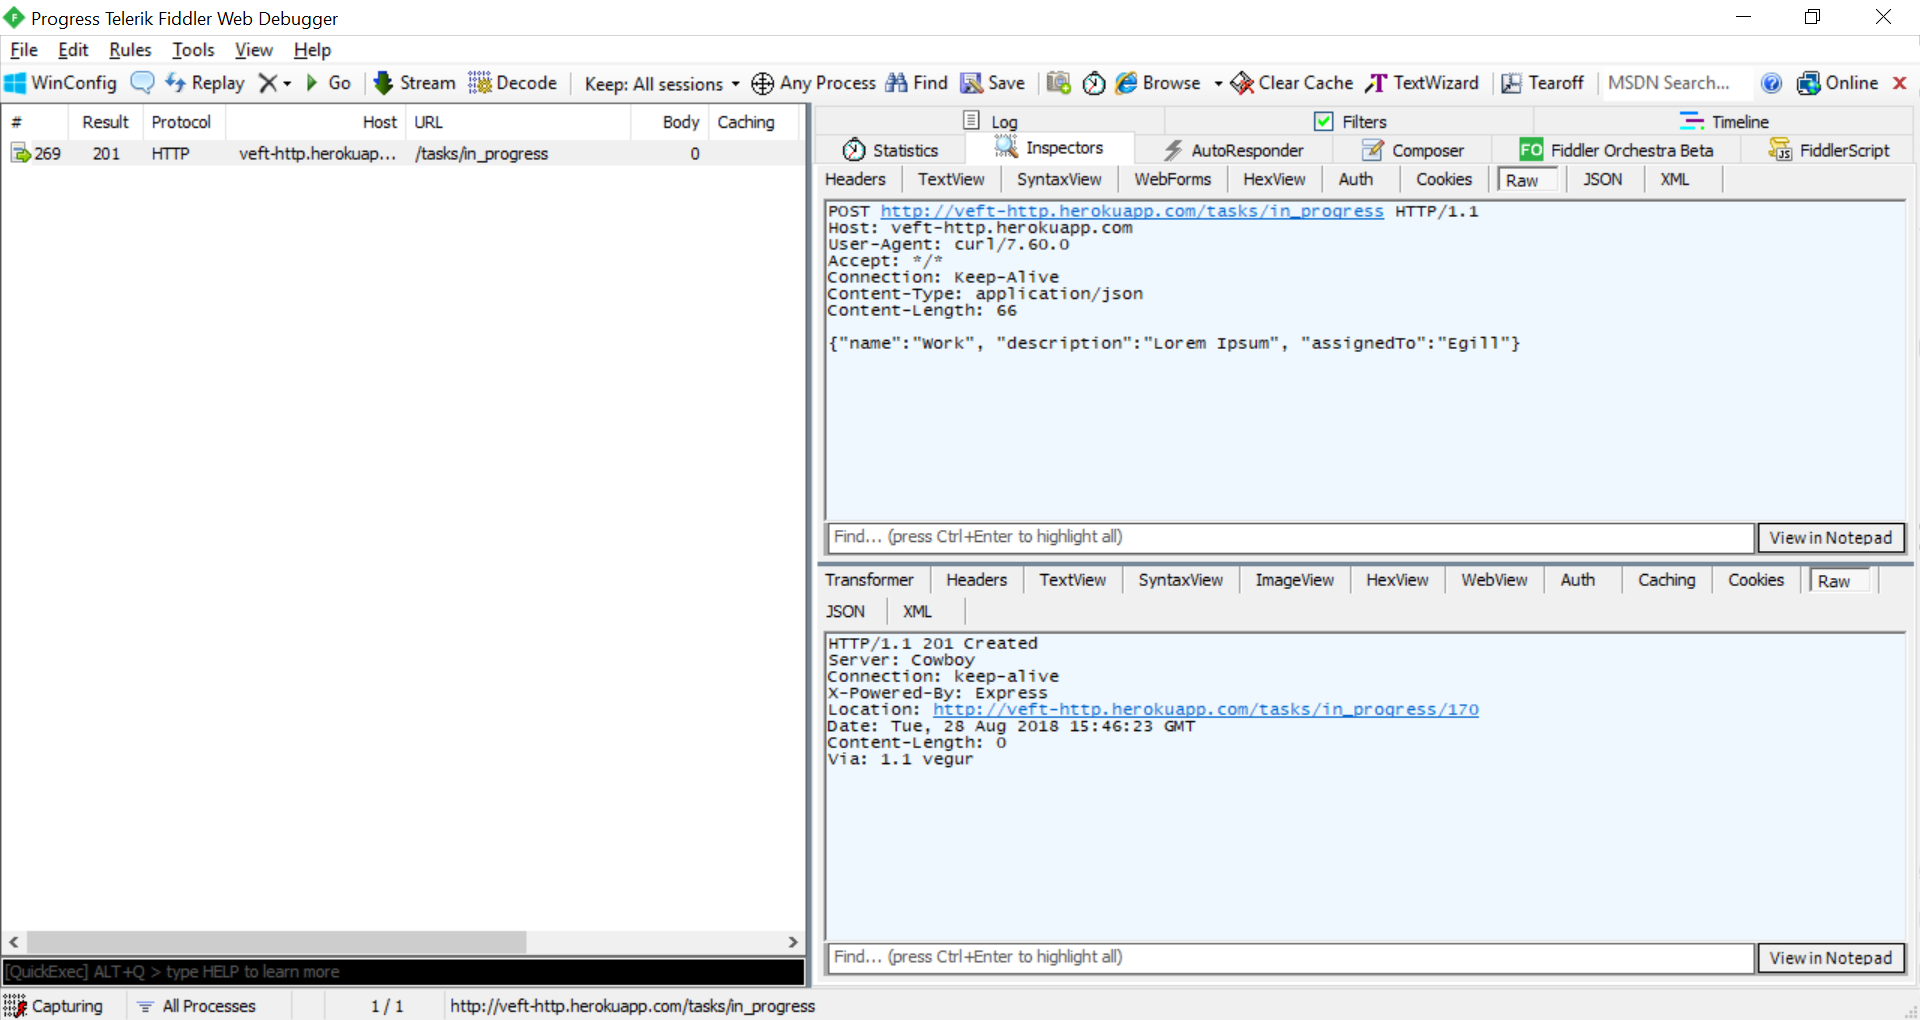 Progress Telerik Fiddler Web Debugger
File Edit Rules Tools View Help
WinConfig Replay Go Stream Decode Keep: All sessions Any Process Find Save Browse Clear Cache TextWizard Tearoff MSDN Search... Online
# Result Protocol Host URL Body Caching
269 201 HTTP veft-http.herokuap... /tasks/in_progress 0
Log Filters Timeline
Statistics Inspectors AutoResponder Composer FO Fiddler Orchestra Beta JS FiddlerScript
Headers TextView SyntaxView WebForms HexView Auth Cookies Raw JSON XML
POST http://veft-http.herokuapp.com/tasks/in_progress HTTP/1.1
Host: veft-http.herokuapp.com
User-Agent: curl/7.60.0
Accept: */*
Connection: Keep-Alive
Content-Type: application/json
Content-Length: 66
{"name":"Work", "description":"Lorem Ipsum", "assignedTo":"Egill"}
Find... (press Ctrl+Enter to highlight all) View in Notepad
Transformer Headers TextView SyntaxView ImageView HexView WebView Auth Caching Cookies Raw
JSON XML
HTTP/1.1 201 Created
Server: Cowboy
Connection: keep-alive
X-Powered-By: Express
Location: http://veft-http.herokuapp.com/tasks/in_progress/170
Date: Tue, 28 Aug 2018 15:46:23 GMT
Content-Length: 0
Via: 1.1 vegur
Find... (press Ctrl+Enter to highlight all) View in Notepad
[QuickExec] ALT+Q > type HELP to learn more
Capturing All Processes 1 / 1 http://veft-http.herokuapp.com/tasks/in_progress